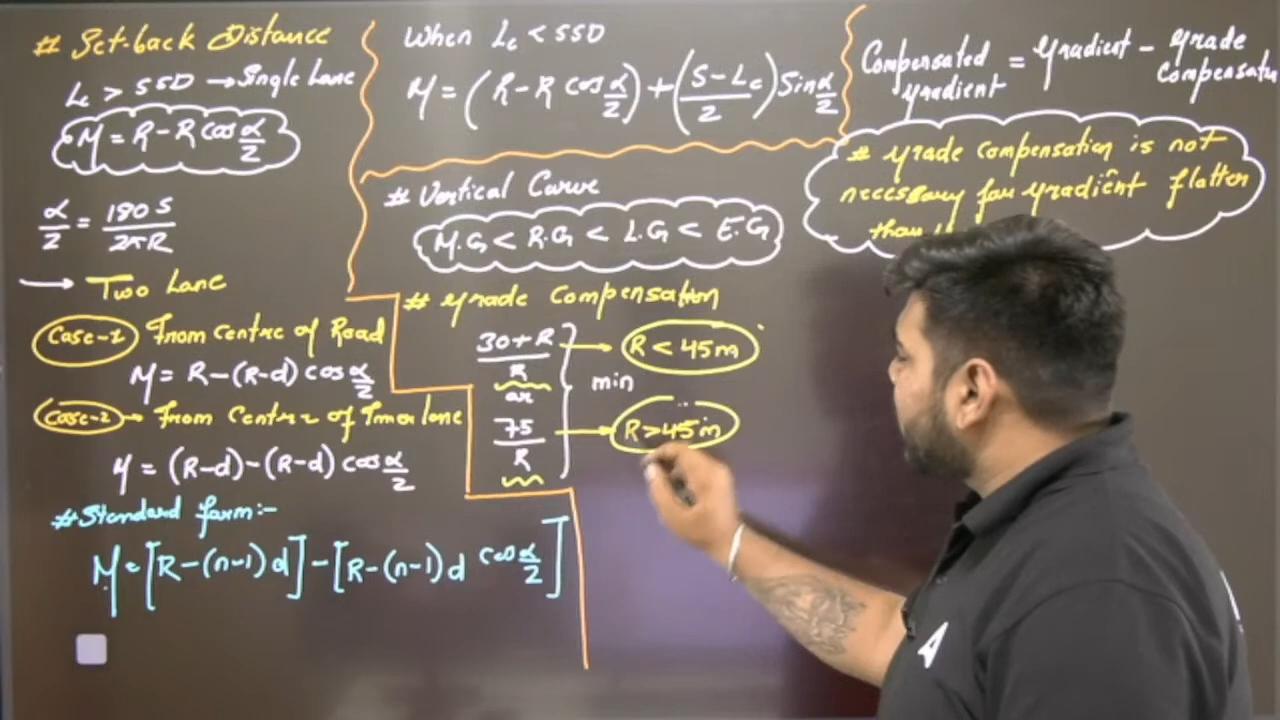 # Set-back Distance
Lc > SSD → Single Lane
M = R - R cos α/2
α/2 = 180 S / 2πR
→ Two Lane
Case-1 From centre of Road
M = R - (R-d) cos α/2
Case-2 → From Centre of Inner lane
M = (R-d) - (R-d) cos α/2
# Standard form:-
M = [R-(n-1)d] - [R-(n-1)d cos α/2]
When Lc < SSD
M = (R - R cos α/2) + (S - Lc / 2) Sin α/2
# Vertical Curve
M.G < R.G < L.G < E.G
# Grade Compensation
30+R / R → R < 45m
or
min
75 / R → R > 45m
Compensated gradient = Gradient - Grade
# Grade Compensation is not
necessary for gradient flatter
than